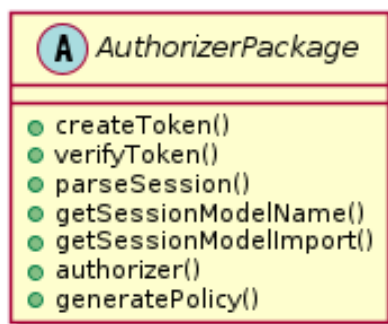 A AuthorizerPackage
createToken()
verifyToken()
parseSession()
getSessionModelName()
getSessionModelImport()
authorizer()
generatePolicy()